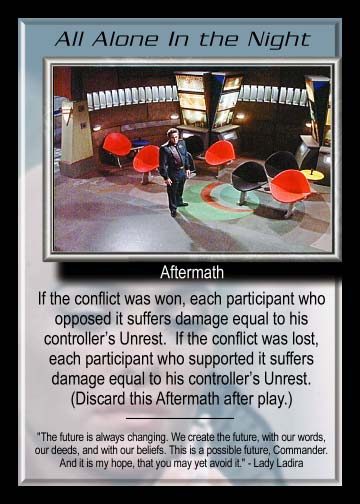 All Alone In the Night
Aftermath
If the conflict was won, each participant who
opposed it suffers damage equal to his
controller's Unrest.  If the conflict was lost,
each participant who supported it suffers
damage equal to his controller's Unrest.
(Discard this Aftermath after play.)
"The future is always changing. We create the future, with our words,
our deeds, and with our beliefs. This is a possible future, Commander.
And it is my hope, that you may yet avoid it." - Lady Ladira